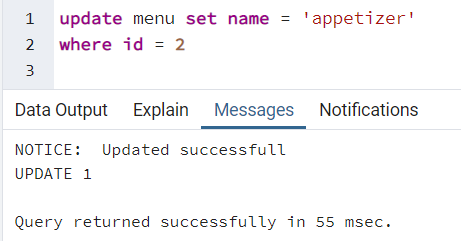 1 update menu set name = 'appetizer'
2 where id = 2
3
Data Output Explain Messages Notifications
NOTICE:  Updated successfull
UPDATE 1
Query returned successfully in 55 msec.